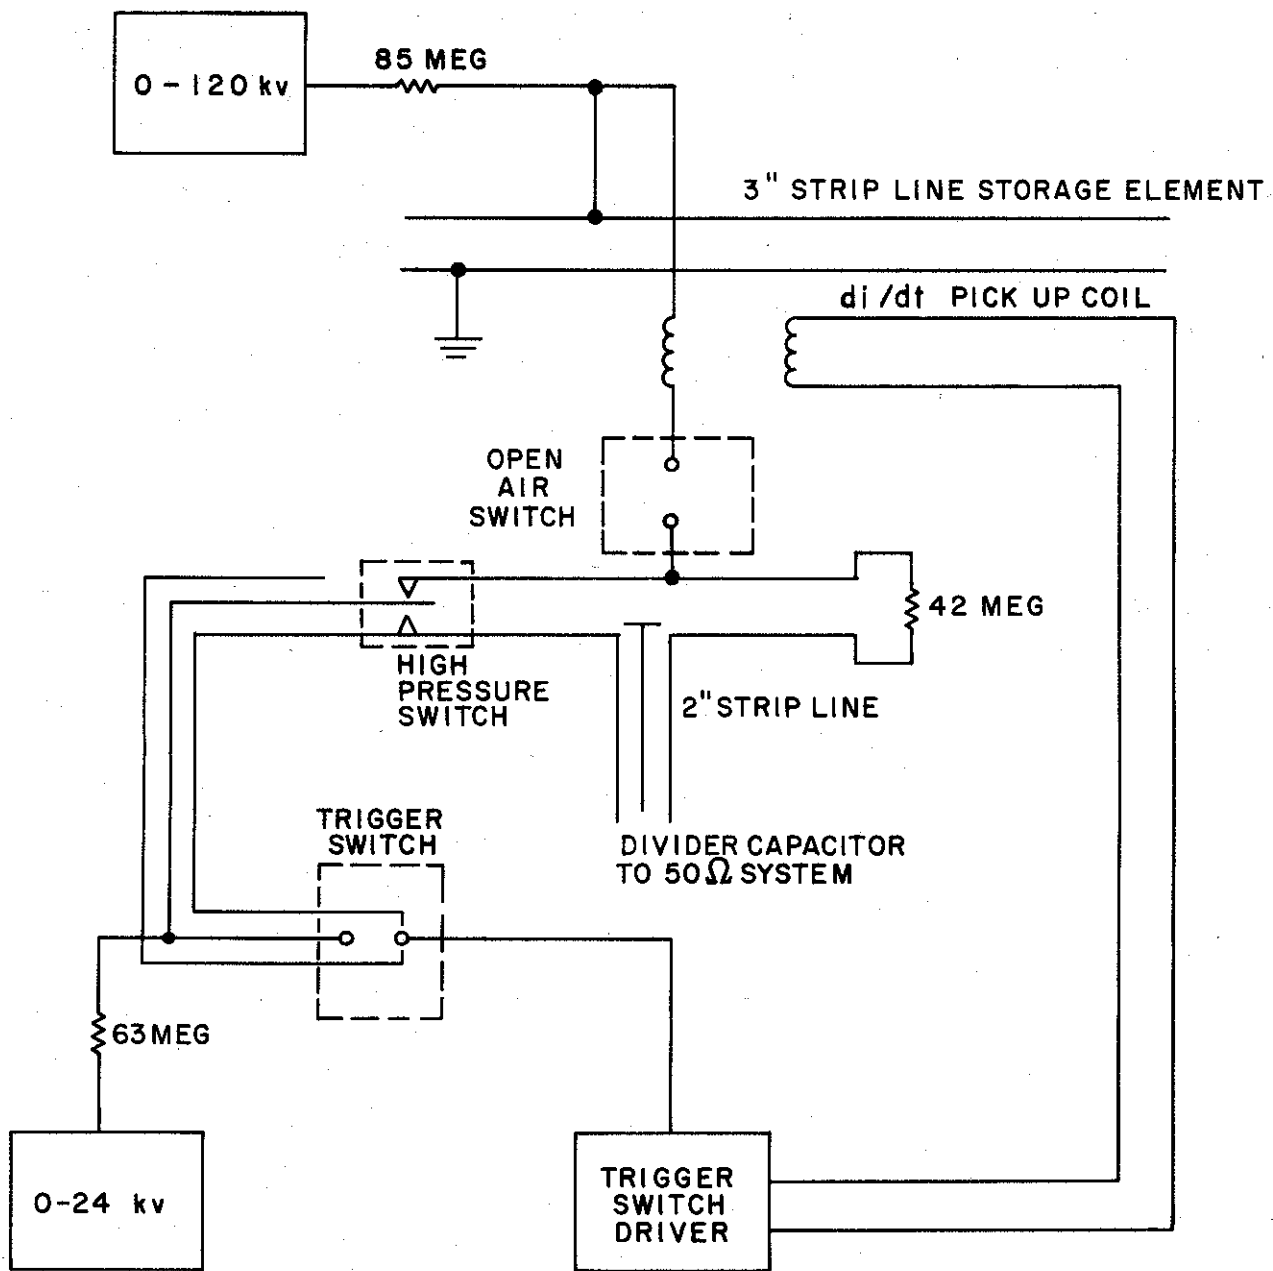 85 MEG
0-120 kv
3" STRIP LINE STORAGE ELEMENT
di/dt PICK UP COIL
OPEN
AIR
SWITCH
42 MEG
HIGH
PRESSURE
SWITCH
2" STRIP LINE
TRIGGER
SWITCH
DIVIDER CAPACITOR
TO 50Ω SYSTEM
63 MEG
0-24 kv
TRIGGER
SWITCH
DRIVER